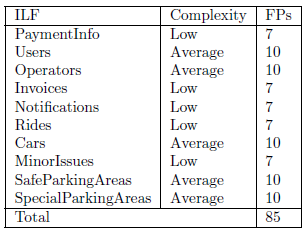 ILF Complexity FPs
PaymentInfo Low 7
Users Average 10
Operators Average 10
Invoices Low 7
Notifications Low 7
Rides Low 7
Cars Average 10
MinorIssues Low 7
SafeParkingAreas Average 10
SpecialParkingAreas Average 10
Total 85